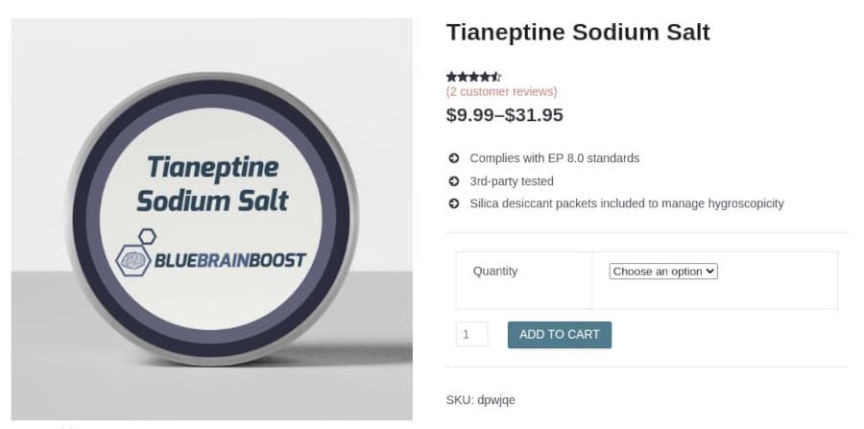 Tianeptine Sodium Salt
(2 customer reviews)
$9.99–$31.95
Complies with EP 8.0 standards
3rd-party tested
Silica desiccant packets included to manage hygroscopicity
Quantity
Choose an option
1
ADD TO CART
SKU: dpwjqe
Tianeptine
Sodium Salt
BLUEBRAINBOOST